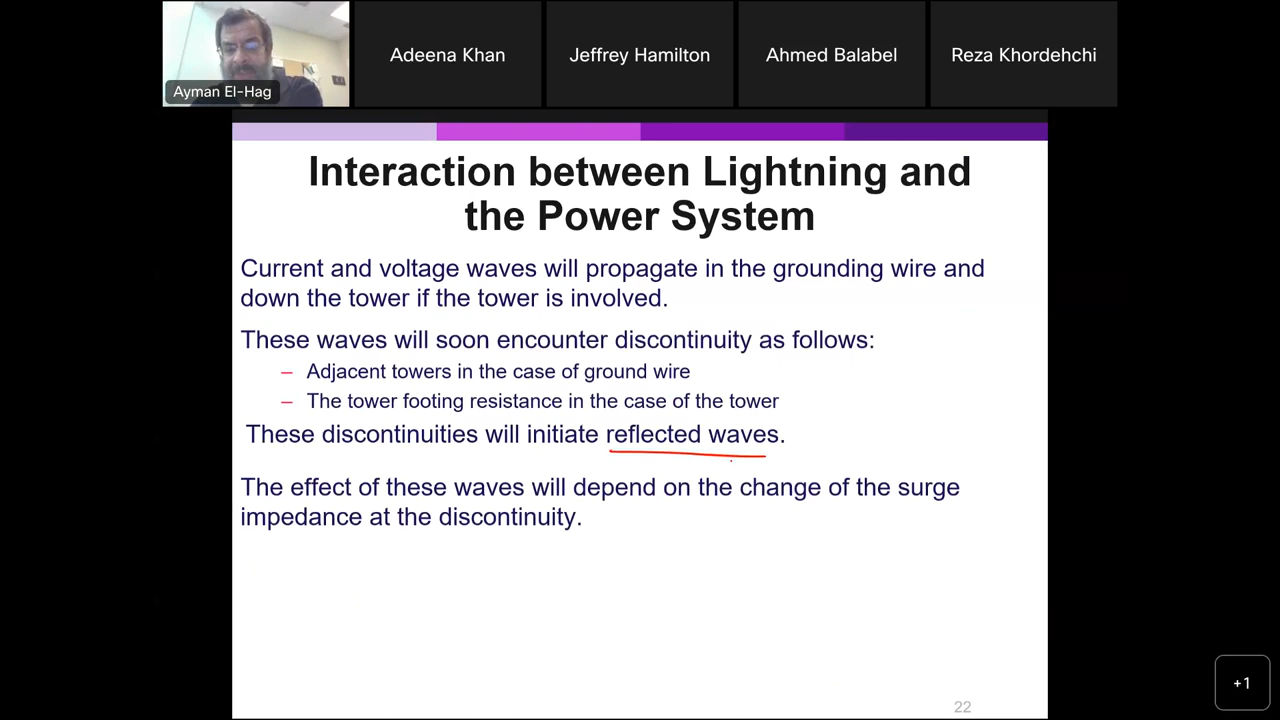 Ayman El-Hag
Adeena Khan
Jeffrey Hamilton
Ahmed Balabel
Reza Khordehchi
Interaction between Lightning and
the Power System
Current and voltage waves will propagate in the grounding wire and
down the tower if the tower is involved.
These waves will soon encounter discontinuity as follows:
– Adjacent towers in the case of ground wire
– The tower footing resistance in the case of the tower
These discontinuities will initiate reflected waves.
The effect of these waves will depend on the change of the surge
impedance at the discontinuity.
22
+1